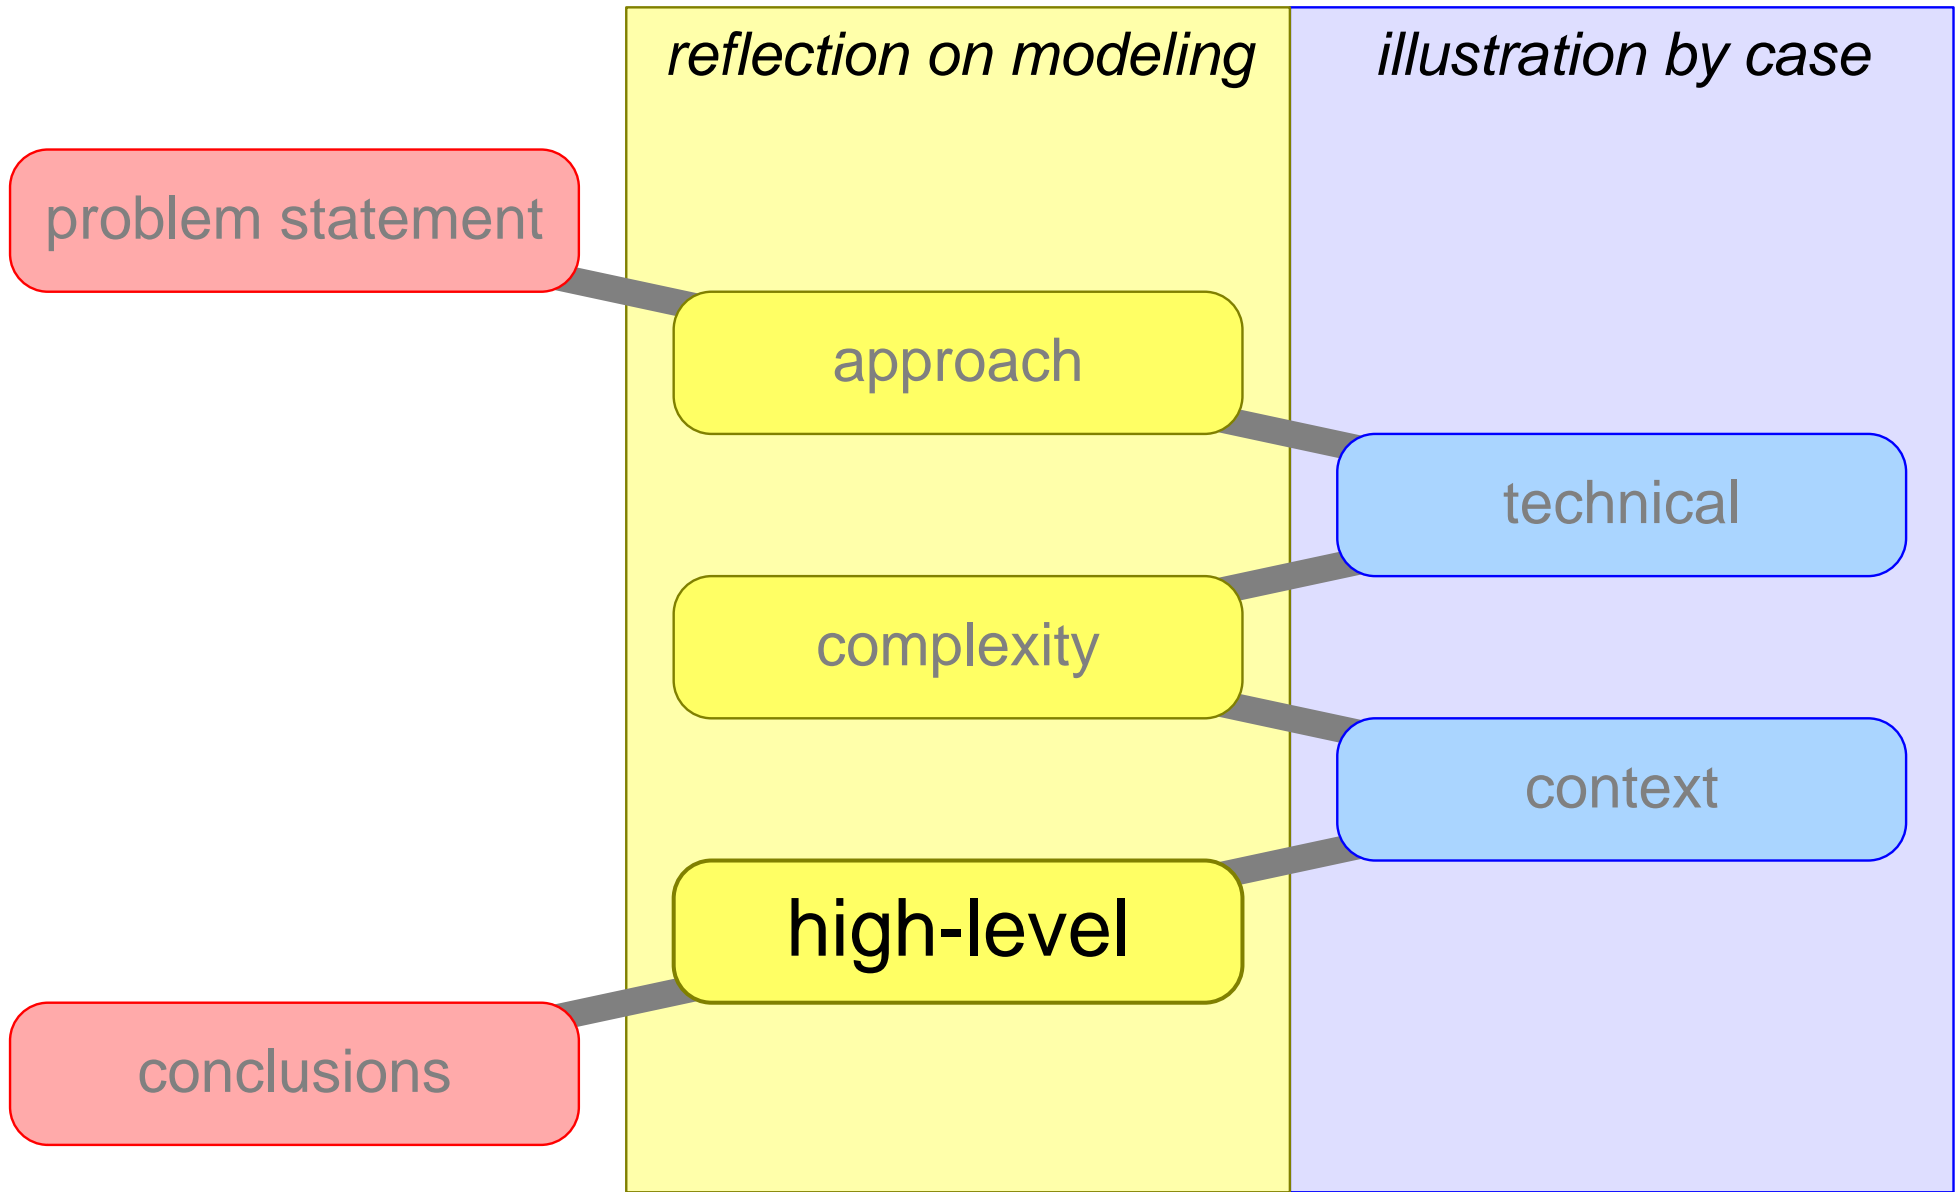 reflection on modeling
illustration by case
problem statement
approach
technical
complexity
context
high-level
conclusions